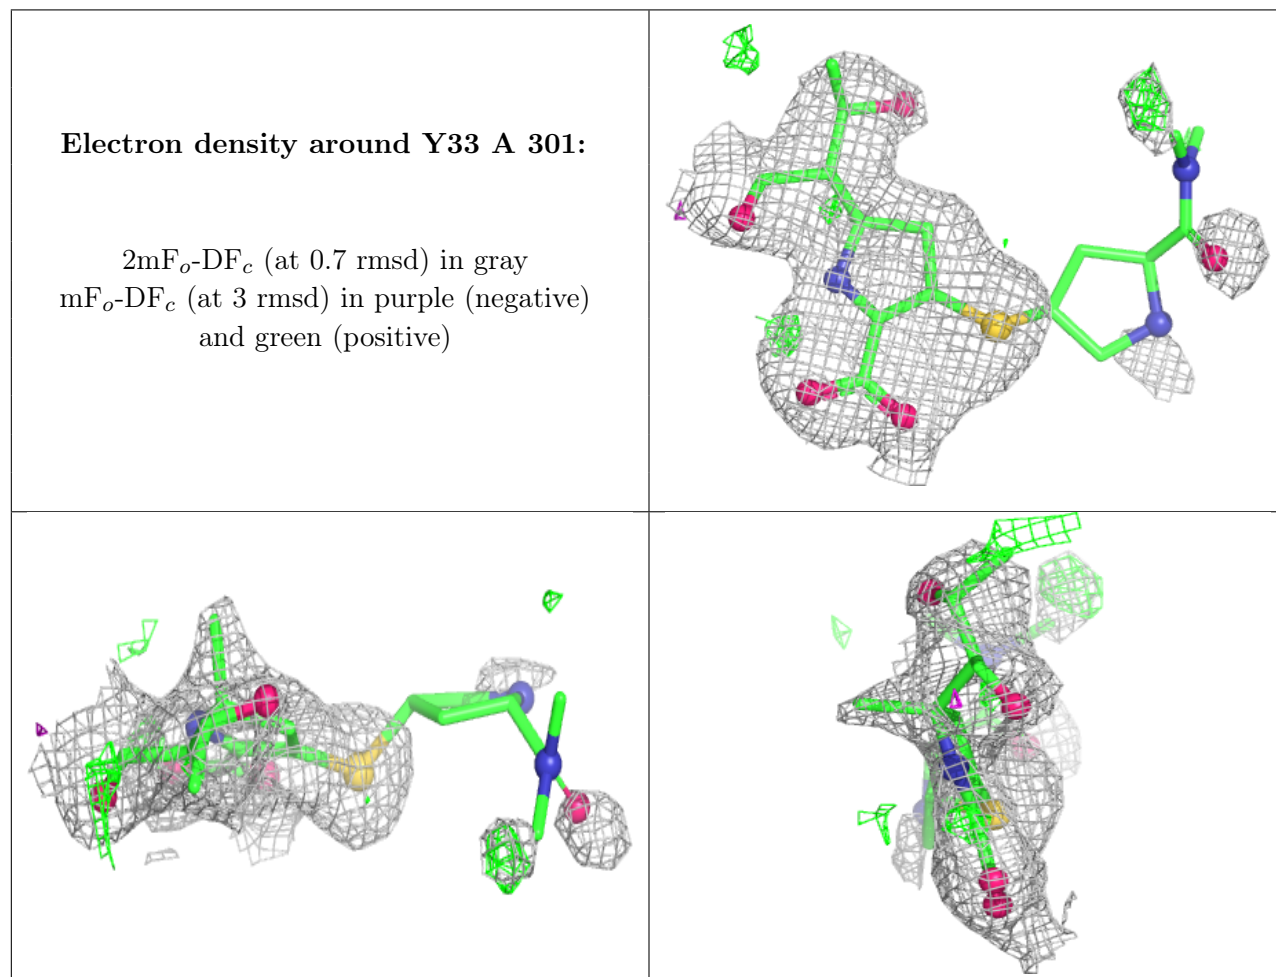 Electron density around Y33 A 301:
2mFo-DFc (at 0.7 rmsd) in gray
mFo-DFc (at 3 rmsd) in purple (negative)
and green (positive)